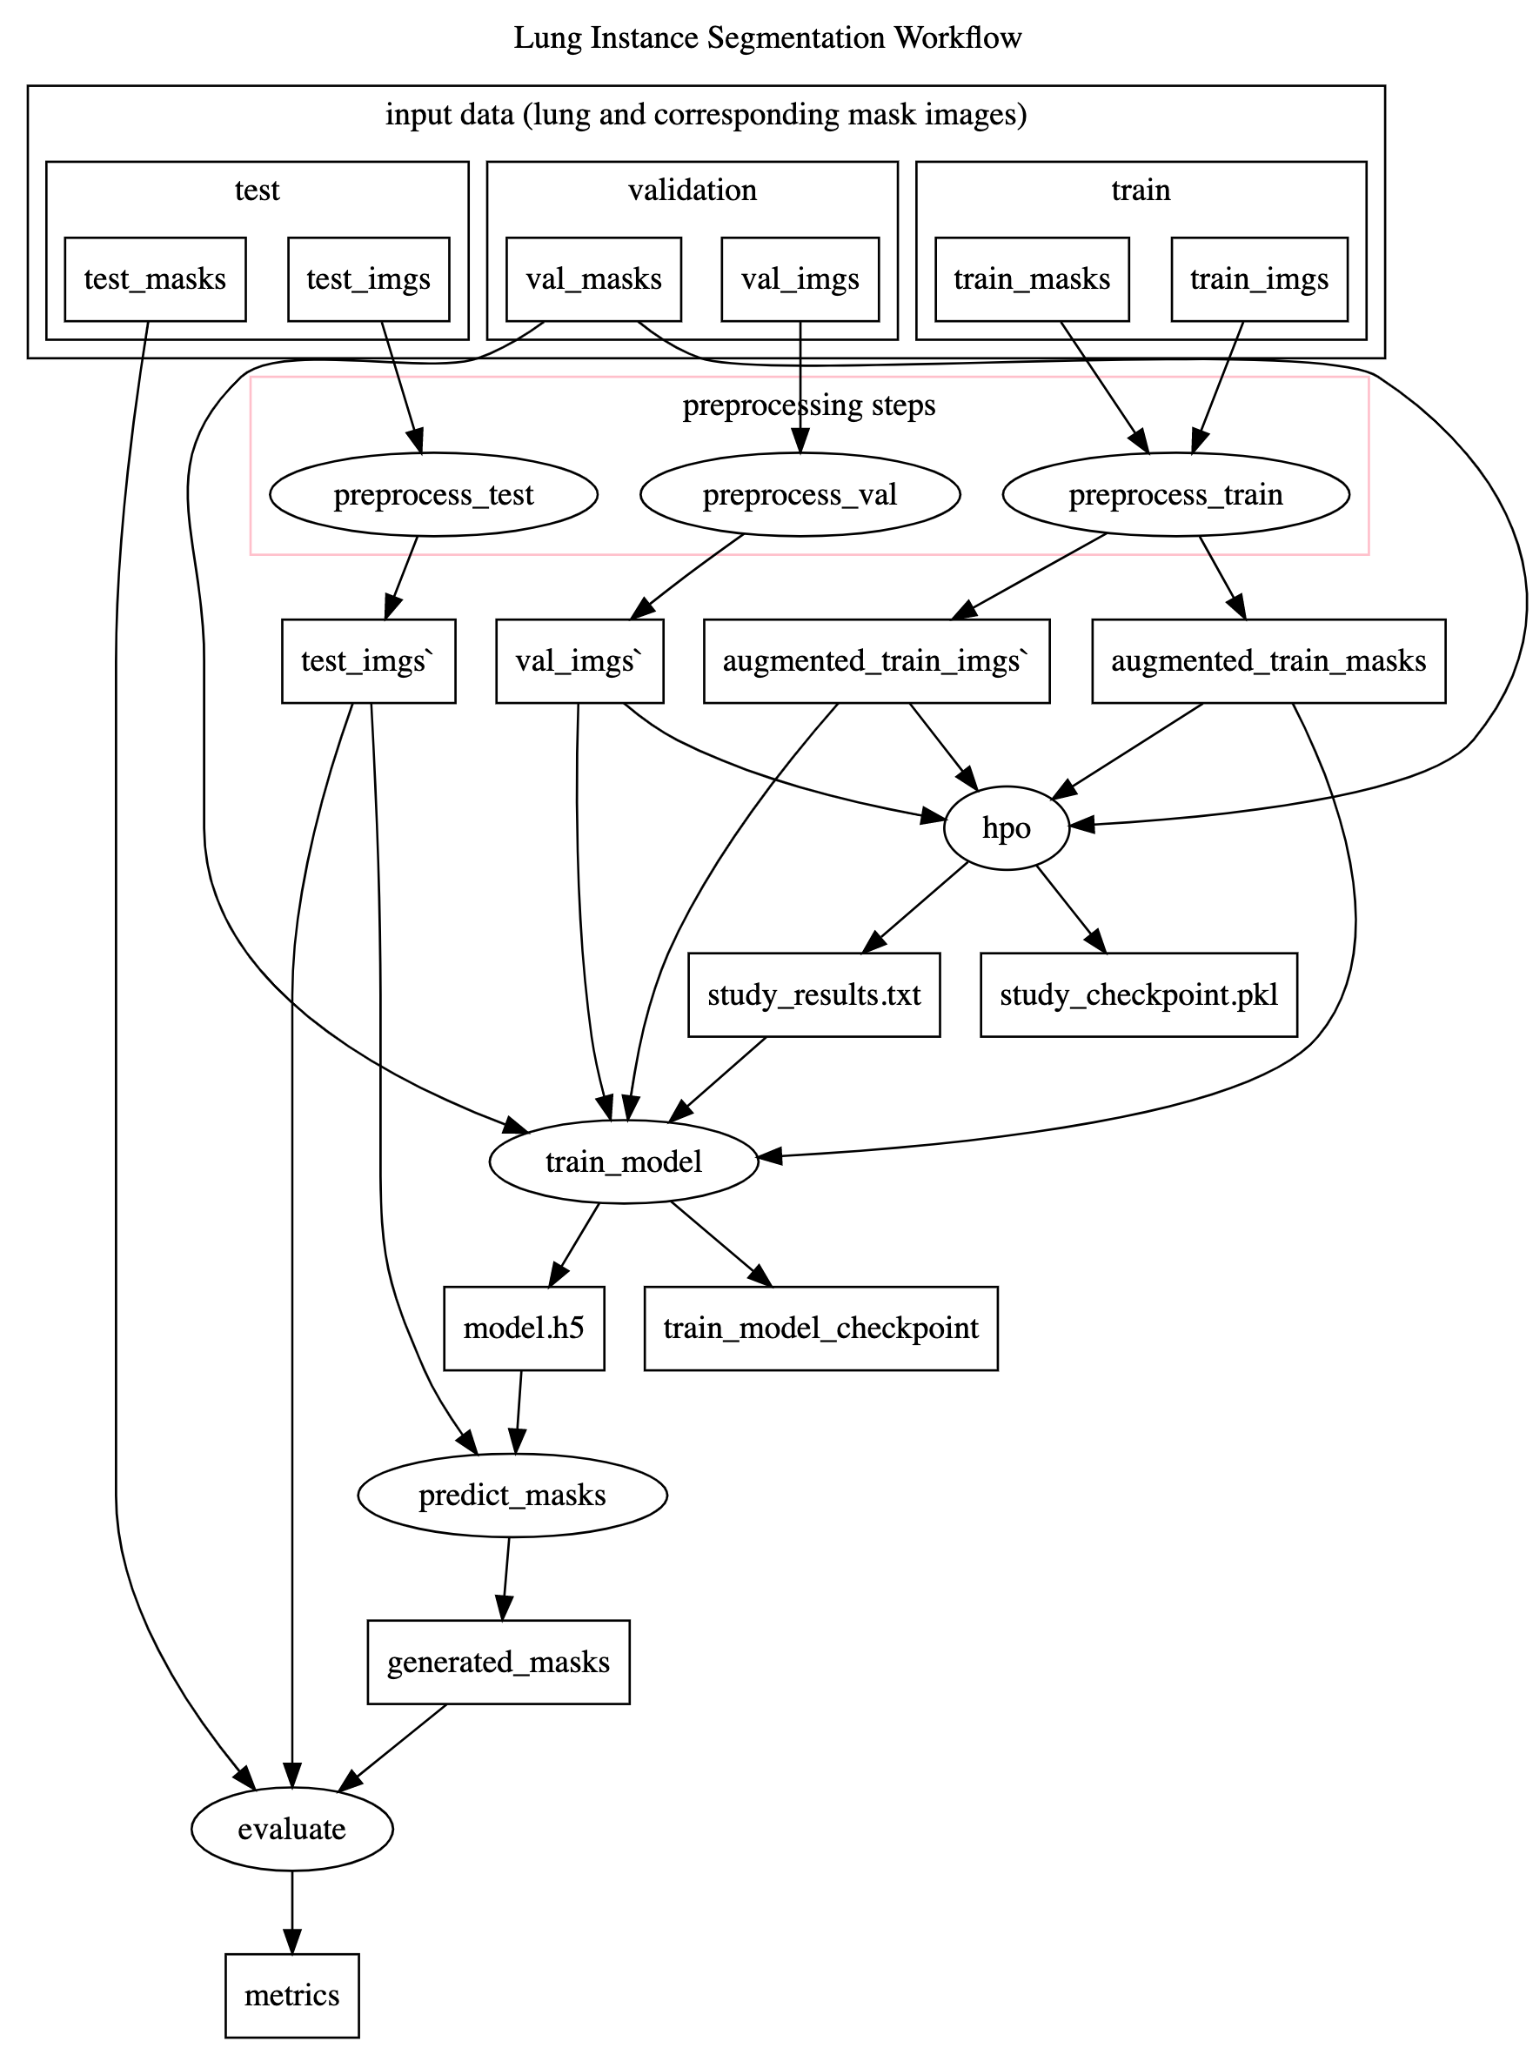 Lung Instance Segmentation Workflow
input data (lung and corresponding mask images)
test
validation
train
test_masks
test_imgs
val_masks
val_imgs
train_masks
train_imgs
preprocessing steps
preprocess_test
preprocess_val
preprocess_train
test_imgs`
val_imgs`
augmented_train_imgs`
augmented_train_masks
hpo
study_results.txt
study_checkpoint.pkl
train_model
model.h5
train_model_checkpoint
predict_masks
generated_masks
evaluate
metrics